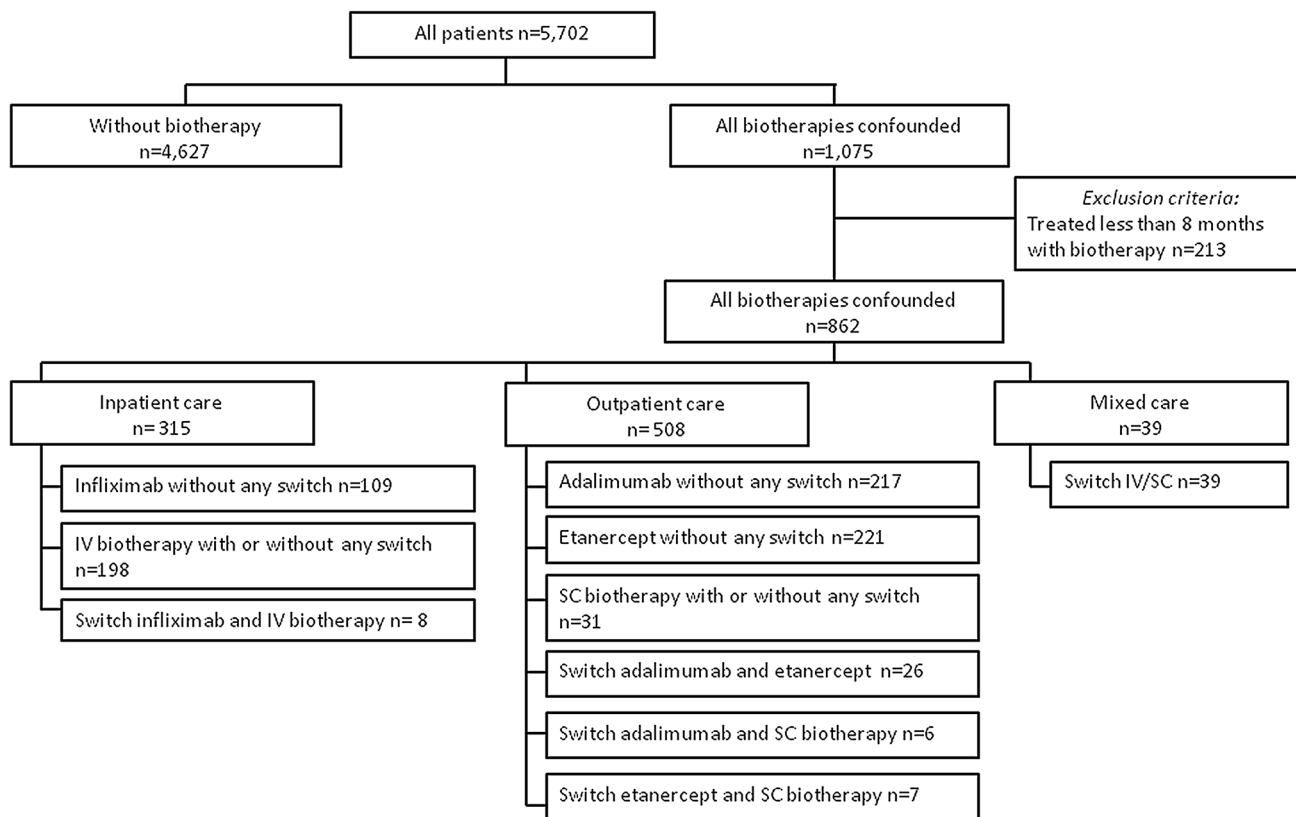 All patients n=5,702
Without biotherapy
n=4,627
All biotherapies confounded
n=1,075
Exclusion criteria:
Treated less than 8 months
with biotherapy n=213
All biotherapies confounded
n=862
Inpatient care
n= 315
Infliximab without any switch n=109
IV biotherapy with or without any switch
n=198
Switch infliximab and IV biotherapy n= 8
Outpatient care
n= 508
Adalimumab without any switch n=217
Etanercept without any switch n=221
SC biotherapy with or without any switch
n=31
Switch adalimumab and etanercept n=26
Switch adalimumab and SC biotherapy n=6
Switch etanercept and SC biotherapy n=7
Mixed care
n=39
Switch IV/SC n=39